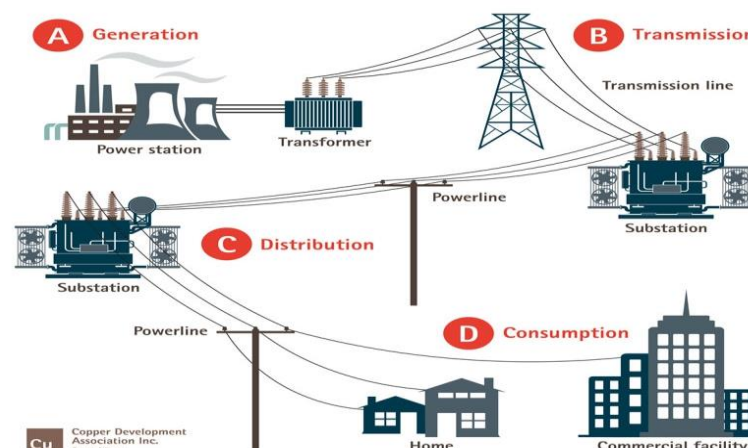 A Generation
B Transmission
Transmission line
Power station
Transformer
Powerline
Substation
C Distribution
Substation
Powerline
D Consumption
Cu
Copper Development
Association Inc.
Home
Commercial facility